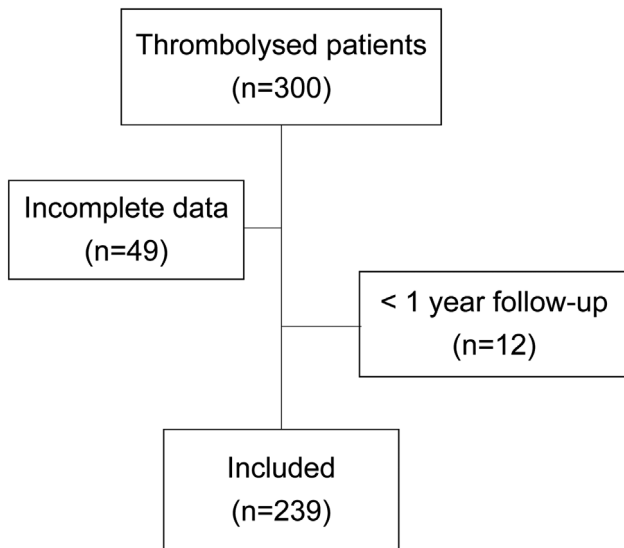 Thrombolysed patients
(n=300)
Incomplete data
(n=49)
< 1 year follow-up
(n=12)
Included
(n=239)